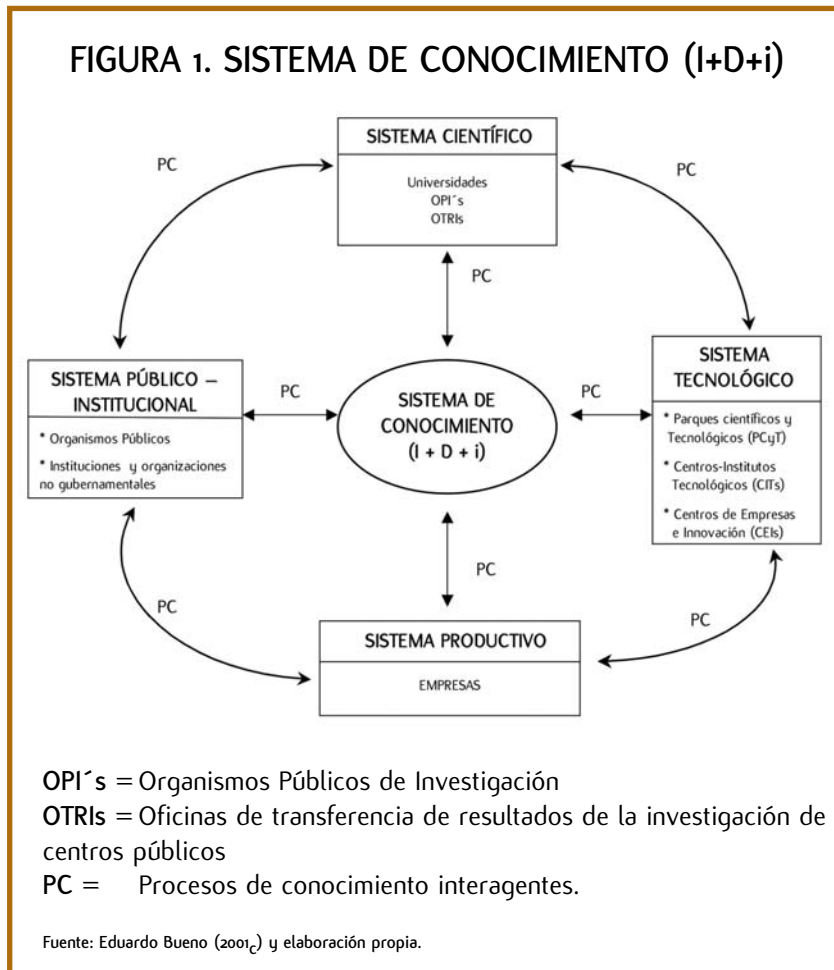 FIGURA 1. SISTEMA DE CONOCIMIENTO (I+D+i)
SISTEMA CIENTÍFICO
Universidades
OPI´s
OTRIs
PC
PC
PC
SISTEMA PÚBLICO –
INSTITUCIONAL
* Organismos Públicos
* Instituciones y organizaciones
no gubernamentales
PC
SISTEMA DE
CONOCIMIENTO
(I + D + i)
PC
SISTEMA
TECNOLÓGICO
* Parques científicos y
Tecnológicos (PCyT)
* Centros-Institutos
Tecnológicos (CITs)
* Centros de Empresas
e Innovación (CEIs)
PC
PC
PC
SISTEMA PRODUCTIVO
EMPRESAS
OPI´s = Organismos Públicos de Investigación
OTRIs = Oficinas de transferencia de resultados de la investigación de
centros públicos
PC = Procesos de conocimiento interagentes.
Fuente: Eduardo Bueno (2001c) y elaboración propia.